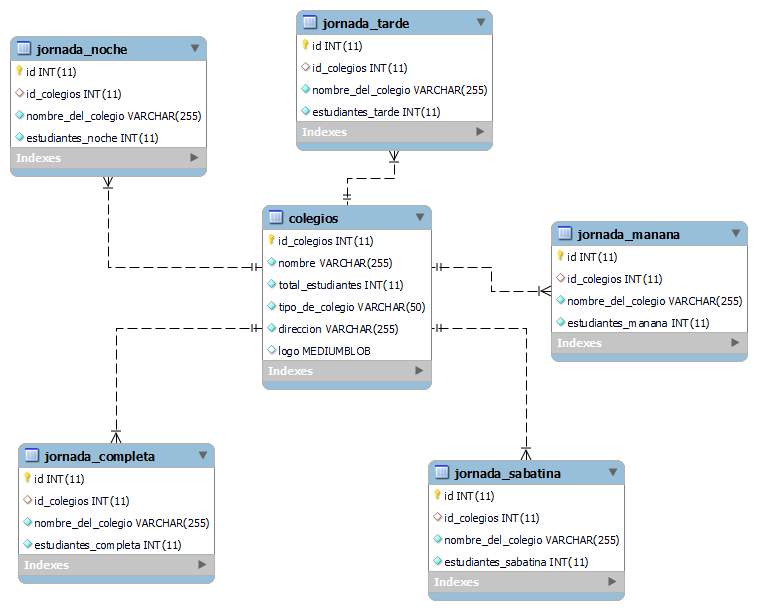 jornada_noche
id INT(11)
id_colegios INT(11)
nombre_del_colegio VARCHAR(255)
estudiantes_noche INT(11)
Indexes
jornada_tarde
id INT(11)
id_colegios INT(11)
nombre_del_colegio VARCHAR(255)
estudiantes_tarde INT(11)
Indexes
colegios
id_colegios INT(11)
nombre VARCHAR(255)
total_estudiantes INT(11)
tipo_de_colegio VARCHAR(50)
direccion VARCHAR(255)
logo MEDIUMBLOB
Indexes
jornada_manana
id INT(11)
id_colegios INT(11)
nombre_del_colegio VARCHAR(255)
estudiantes_manana INT(11)
Indexes
jornada_completa
id INT(11)
id_colegios INT(11)
nombre_del_colegio VARCHAR(255)
estudiantes_completa INT(11)
Indexes
jornada_sabatina
id INT(11)
id_colegios INT(11)
nombre_del_colegio VARCHAR(255)
estudiantes_sabatina INT(11)
Indexes